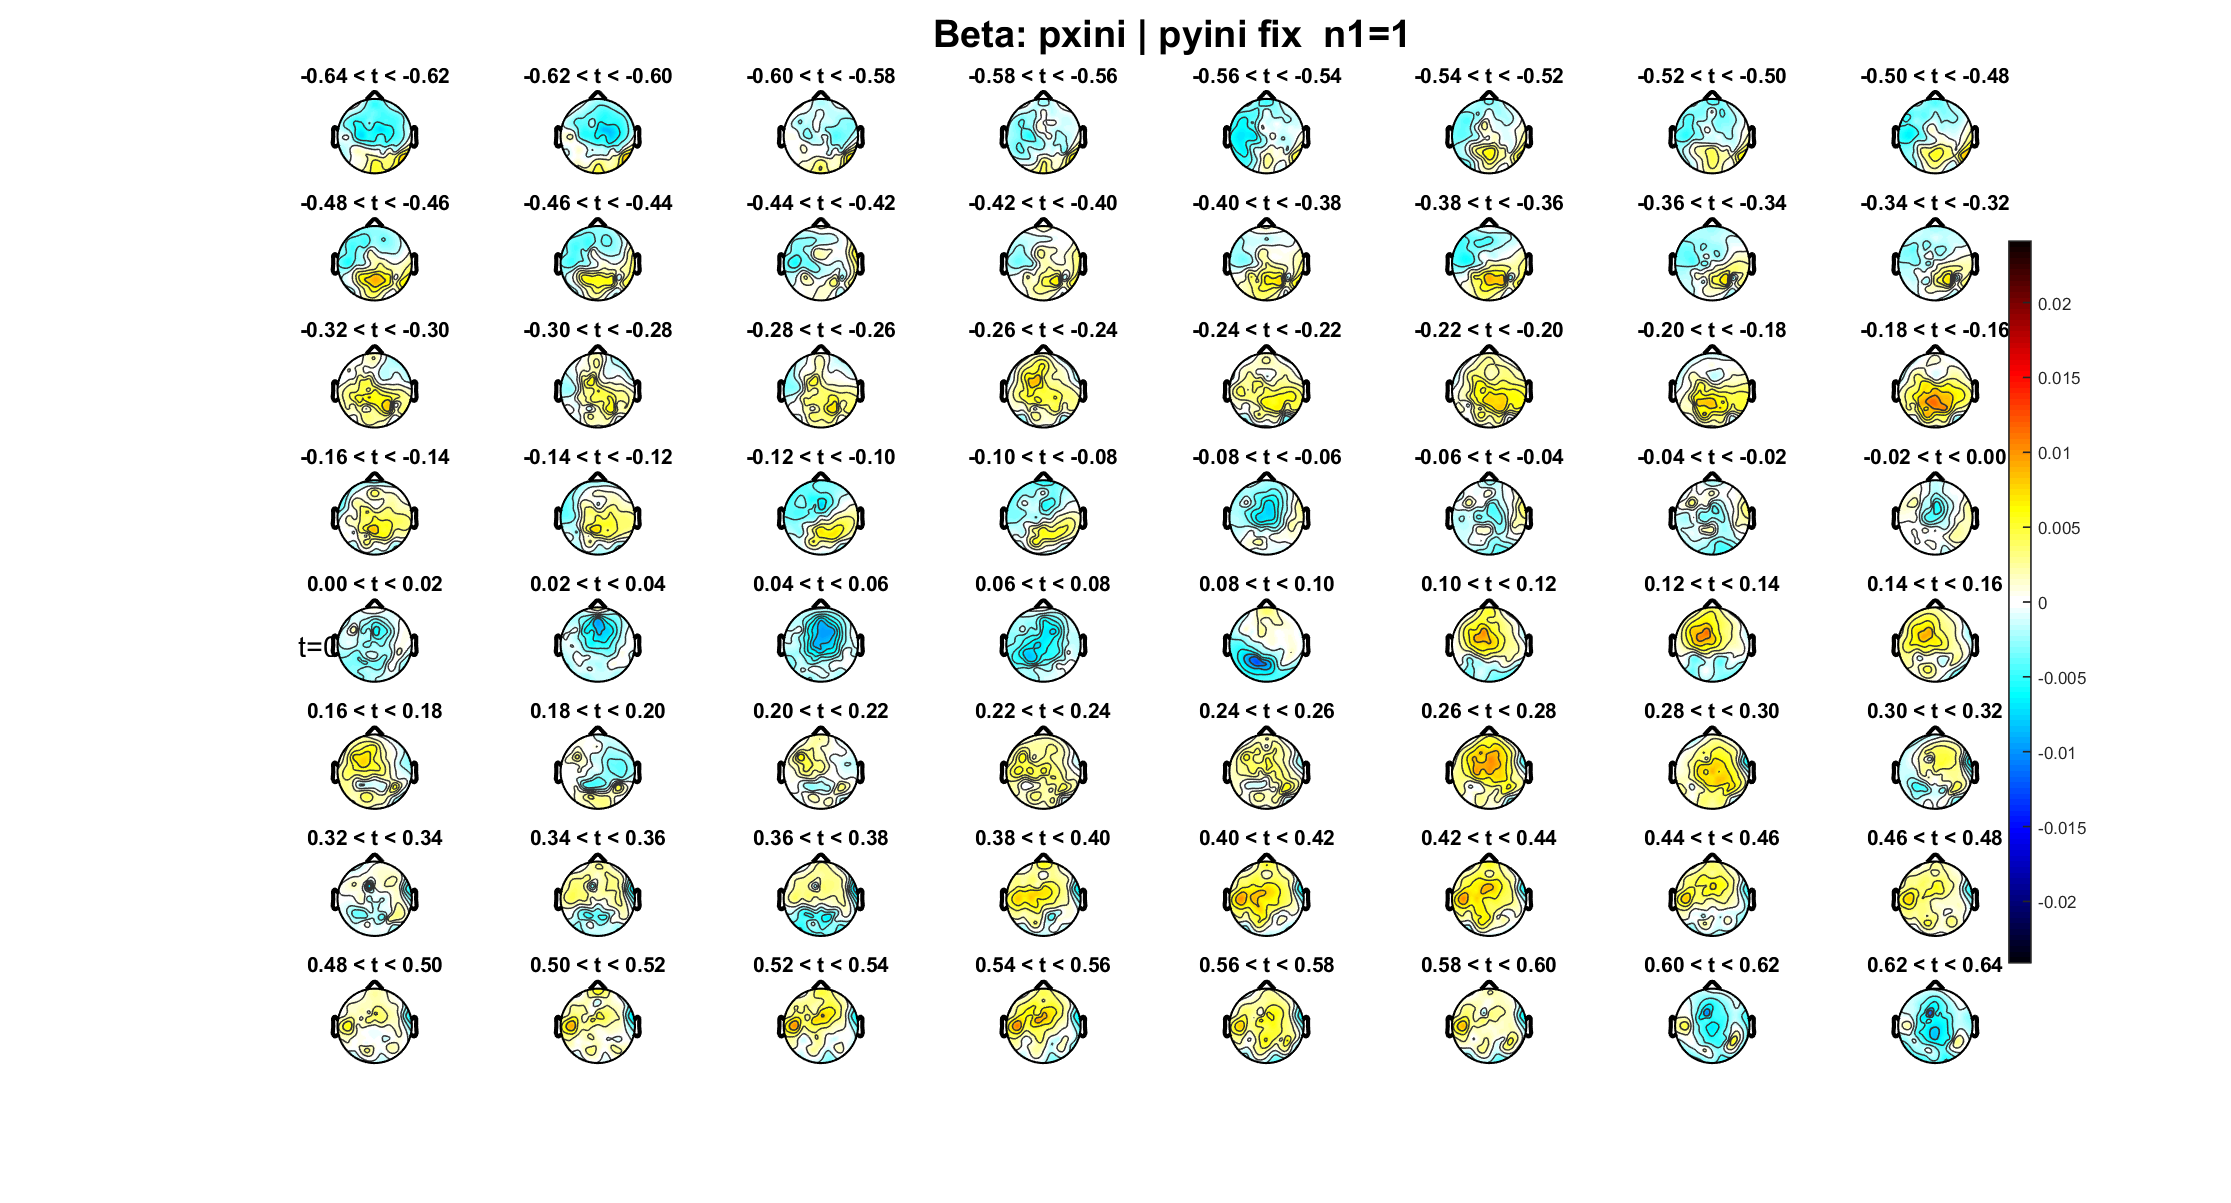 Beta: pxini | pyini fix  n1=1
-0.64 < t < -0.62
-0.62 < t < -0.60
-0.60 < t < -0.58
-0.58 < t < -0.56
-0.56 < t < -0.54
-0.54 < t < -0.52
-0.52 < t < -0.50
-0.50 < t < -0.48
-0.48 < t < -0.46
-0.46 < t < -0.44
-0.44 < t < -0.42
-0.42 < t < -0.40
-0.40 < t < -0.38
-0.38 < t < -0.36
-0.36 < t < -0.34
-0.34 < t < -0.32
-0.32 < t < -0.30
-0.30 < t < -0.28
-0.28 < t < -0.26
-0.26 < t < -0.24
-0.24 < t < -0.22
-0.22 < t < -0.20
-0.20 < t < -0.18
-0.18 < t < -0.16
-0.16 < t < -0.14
-0.14 < t < -0.12
-0.12 < t < -0.10
-0.10 < t < -0.08
-0.08 < t < -0.06
-0.06 < t < -0.04
-0.04 < t < -0.02
-0.02 < t < 0.00
0.00 < t < 0.02
0.02 < t < 0.04
0.04 < t < 0.06
0.06 < t < 0.08
0.08 < t < 0.10
0.10 < t < 0.12
0.12 < t < 0.14
0.14 < t < 0.16
t=0
0.16 < t < 0.18
0.18 < t < 0.20
0.20 < t < 0.22
0.22 < t < 0.24
0.24 < t < 0.26
0.26 < t < 0.28
0.28 < t < 0.30
0.30 < t < 0.32
0.32 < t < 0.34
0.34 < t < 0.36
0.36 < t < 0.38
0.38 < t < 0.40
0.40 < t < 0.42
0.42 < t < 0.44
0.44 < t < 0.46
0.46 < t < 0.48
0.48 < t < 0.50
0.50 < t < 0.52
0.52 < t < 0.54
0.54 < t < 0.56
0.56 < t < 0.58
0.58 < t < 0.60
0.60 < t < 0.62
0.62 < t < 0.64
0.02
0.015
0.01
0.005
0
-0.005
-0.01
-0.015
-0.02